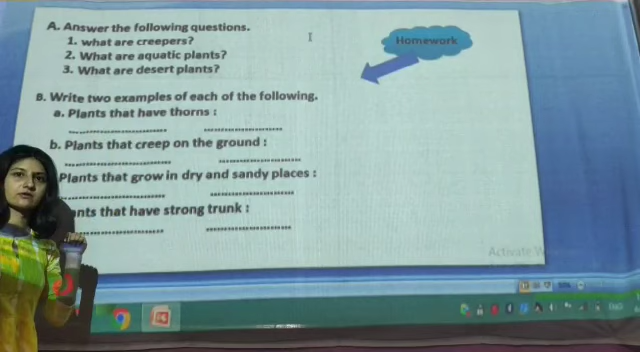 A. Answer the following questions.
Homework
1. what are creepers?
2. What are aquatic plants?
3. What are desert plants?
B. Write two examples of each of the following.
a. Plants that have thorns :
b. Plants that creep on the ground :
Plants that grow in dry and sandy places :
ants that have strong trunk :
Activate W